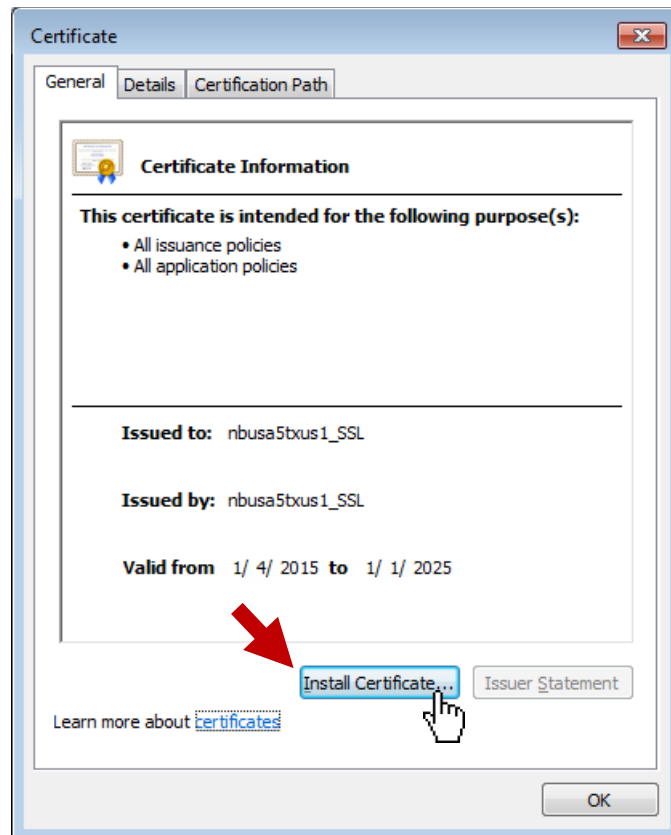 Certificate
General Details Certification Path
Certificate Information
This certificate is intended for the following purpose(s):
• All issuance policies
• All application policies
Issued to: nbusa5txus1_SSL
Issued by: nbusa5txus1_SSL
Valid from 1/ 4/ 2015 to 1/ 1/ 2025
Install Certificate... Issuer Statement
Learn more about certificates
OK